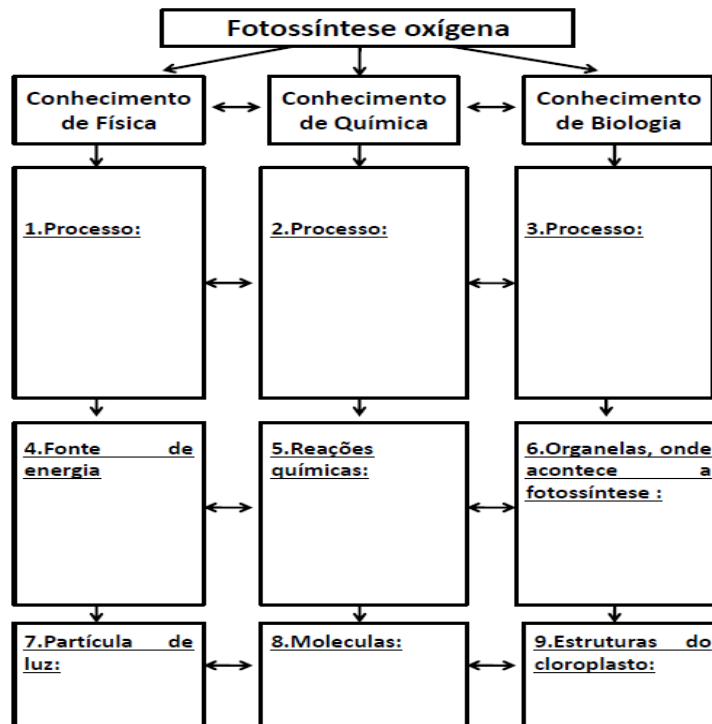 Fotossíntese oxígena
Conhecimento
de Física
Conhecimento
de Química
Conhecimento
de Biologia
1.Processo:
2.Processo:
3.Processo:
4.Fonte de
energia
5.Reações
químicas:
6.Organelas, onde
acontece a
fotossíntese :
7.Partícula de
luz:
8.Moleculas:
9.Estruturas do
cloroplasto: